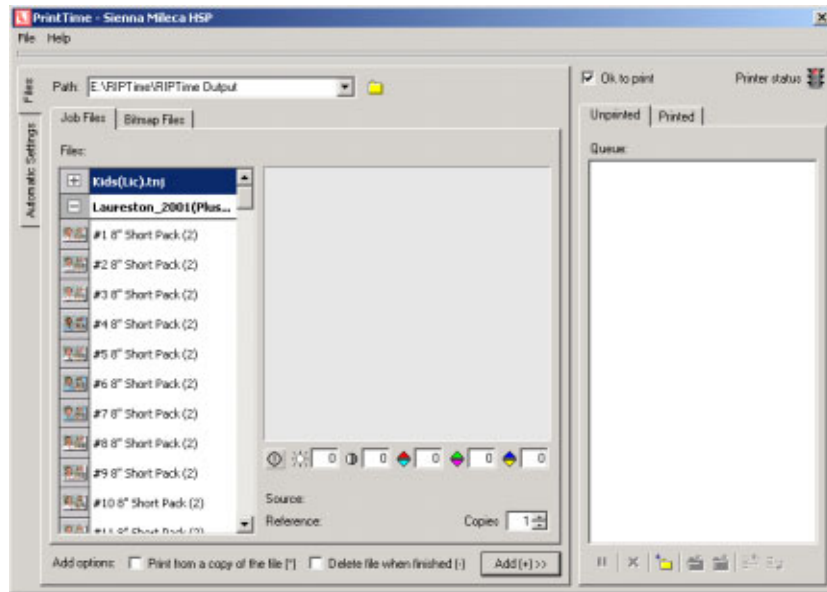 PrintTime - Sienna Mileca HSP
File Help
Files
Automatic Settings
Path: E:\RIPTime\RIPTime Output
Job Files Bitmap Files
Files:
Kids(Lic).tnj
Laureston_2001(Plus...
#1 8" Short Pack (2)
#2 8" Short Pack (2)
#3 8" Short Pack (2)
#4 8" Short Pack (2)
#5 8" Short Pack (2)
#6 8" Short Pack (2)
#7 8" Short Pack (2)
#8 8" Short Pack (2)
#9 8" Short Pack (2)
#10 8" Short Pack (2)
#11 8" Short Pack (2)
0 0 0 0 0
Source:
Reference:
Copies 1
Add options: Print from a copy of the file [*] Delete file when finished [-] Add (+) >>
Ok to print Printer status
Unprinted Printed
Queue: